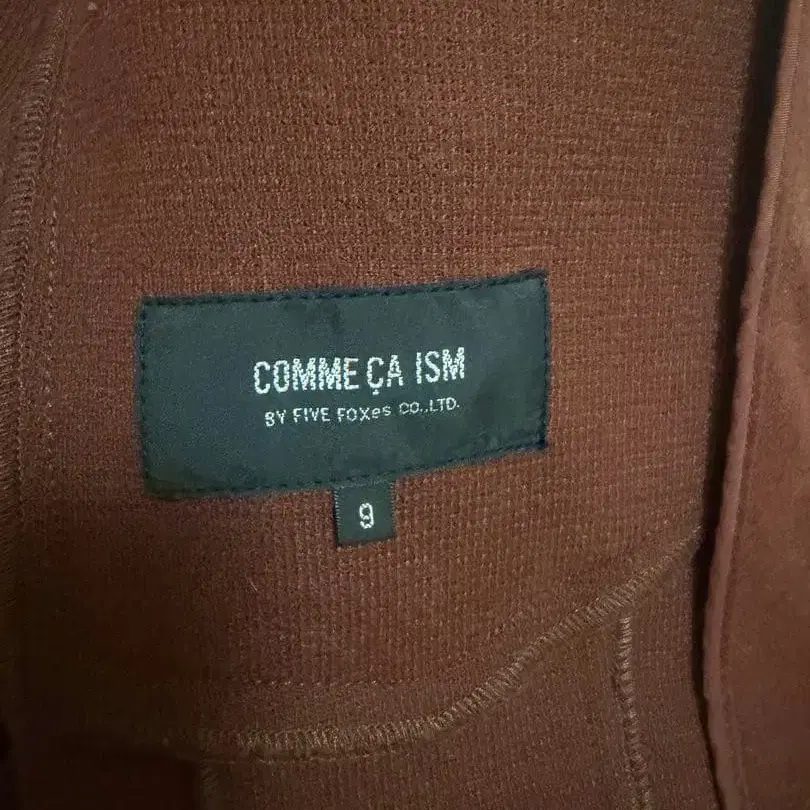 COMME ÇA ISM
BY FIVE FOXes CO.,LTD.
9